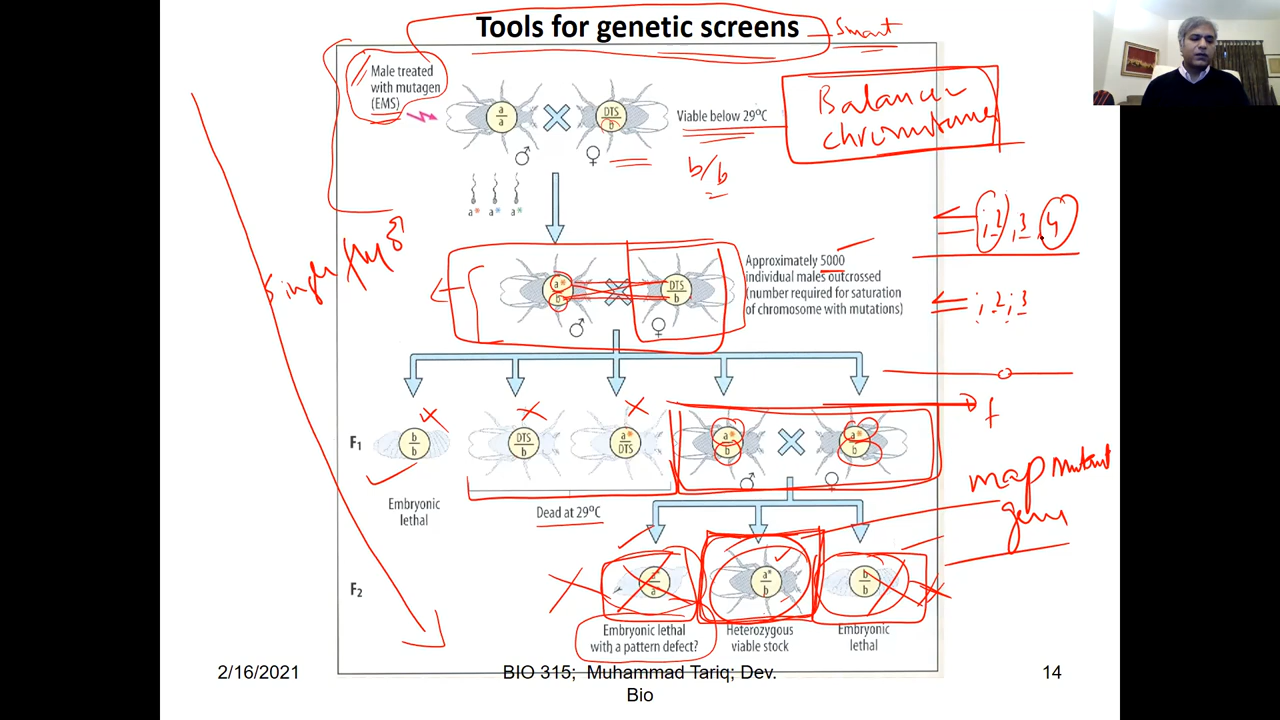 Tools for genetic screens
Smart
Male treated
with mutagen
(EMS)
a
a
DTS
b
Viable below 29°C
Balancer
chromosome
b/b
a* a* a*
i, 2, 3, 4
Single fly ♂
a*
b
DTS
b
Approximately 5000
individual males outcrossed
(number required for saturation
of chromosome with mutations)
i, 2, i, 3
F1
b
b
DTS
b
a*
DTS
a*
b
a*
b
f
Embryonic
lethal
Dead at 29°C
map mutant
gene
F2
a*
a
a*
b
b
b
Embryonic lethal
with a pattern defect?
Heterozygous
viable stock
Embryonic
lethal
2/16/2021
BIO 315; Muhammad Tariq; Dev.
Bio
14